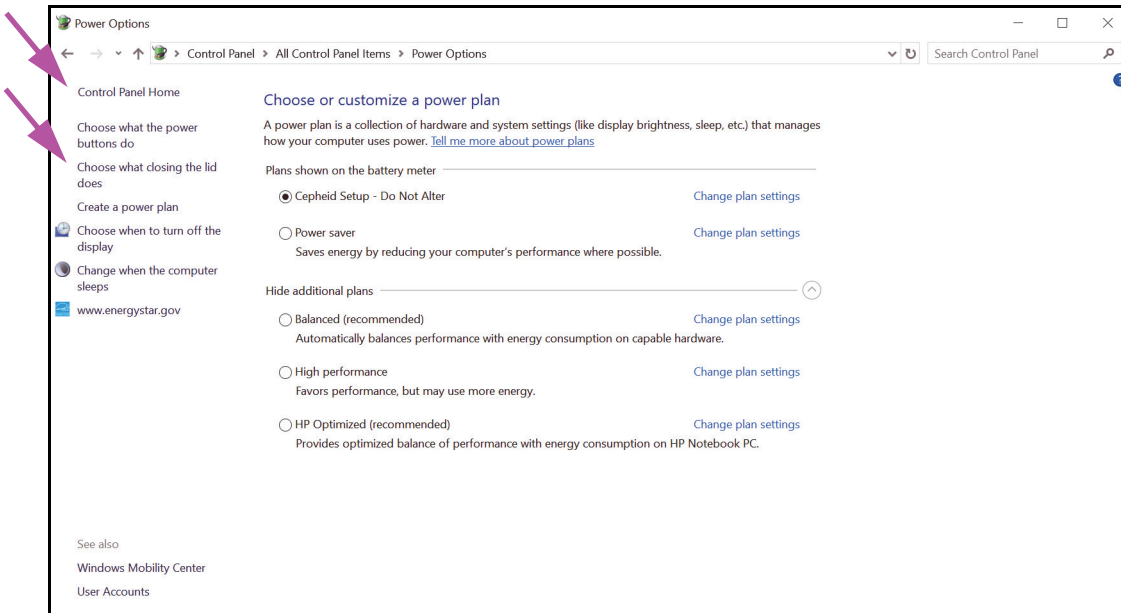 Power Options
Control Panel > All Control Panel Items > Power Options
Search Control Panel
Control Panel Home
Choose what the power
buttons do
Choose what closing the lid
does
Create a power plan
Choose when to turn off the
display
Change when the computer
sleeps
www.energystar.gov
See also
Windows Mobility Center
User Accounts
Choose or customize a power plan
A power plan is a collection of hardware and system settings (like display brightness, sleep, etc.) that manages
how your computer uses power. Tell me more about power plans
Plans shown on the battery meter
Cepheid Setup - Do Not Alter Change plan settings
Power saver Change plan settings
Saves energy by reducing your computer's performance where possible.
Hide additional plans
Balanced (recommended) Change plan settings
Automatically balances performance with energy consumption on capable hardware.
High performance Change plan settings
Favors performance, but may use more energy.
HP Optimized (recommended) Change plan settings
Provides optimized balance of performance with energy consumption on HP Notebook PC.